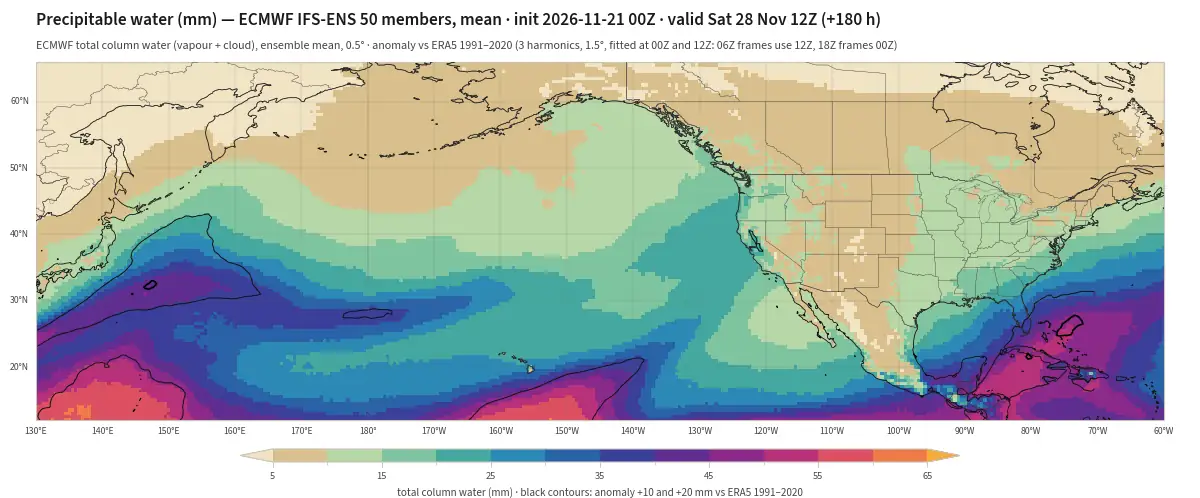 Precipitable water (mm) — ECMWF IFS-ENS 50 members, mean · init 2026-11-21 00Z · valid Sat 28 Nov 12Z (+180 h)
ECMWF total column water (vapour + cloud), ensemble mean, 0.5° · anomaly vs ERA5 1991–2020 (3 harmonics, 1.5°, fitted at 00Z and 12Z: 06Z frames use 12Z, 18Z frames 00Z)
60°N
50°N
40°N
30°N
20°N
130°E 140°E 150°E 160°E 170°E 180° 170°W 160°W 150°W 140°W 130°W 120°W 110°W 100°W 90°W 80°W 70°W 60°W
5 15 25 35 45 55 65
total column water (mm) · black contours: anomaly +10 and +20 mm vs ERA5 1991–2020